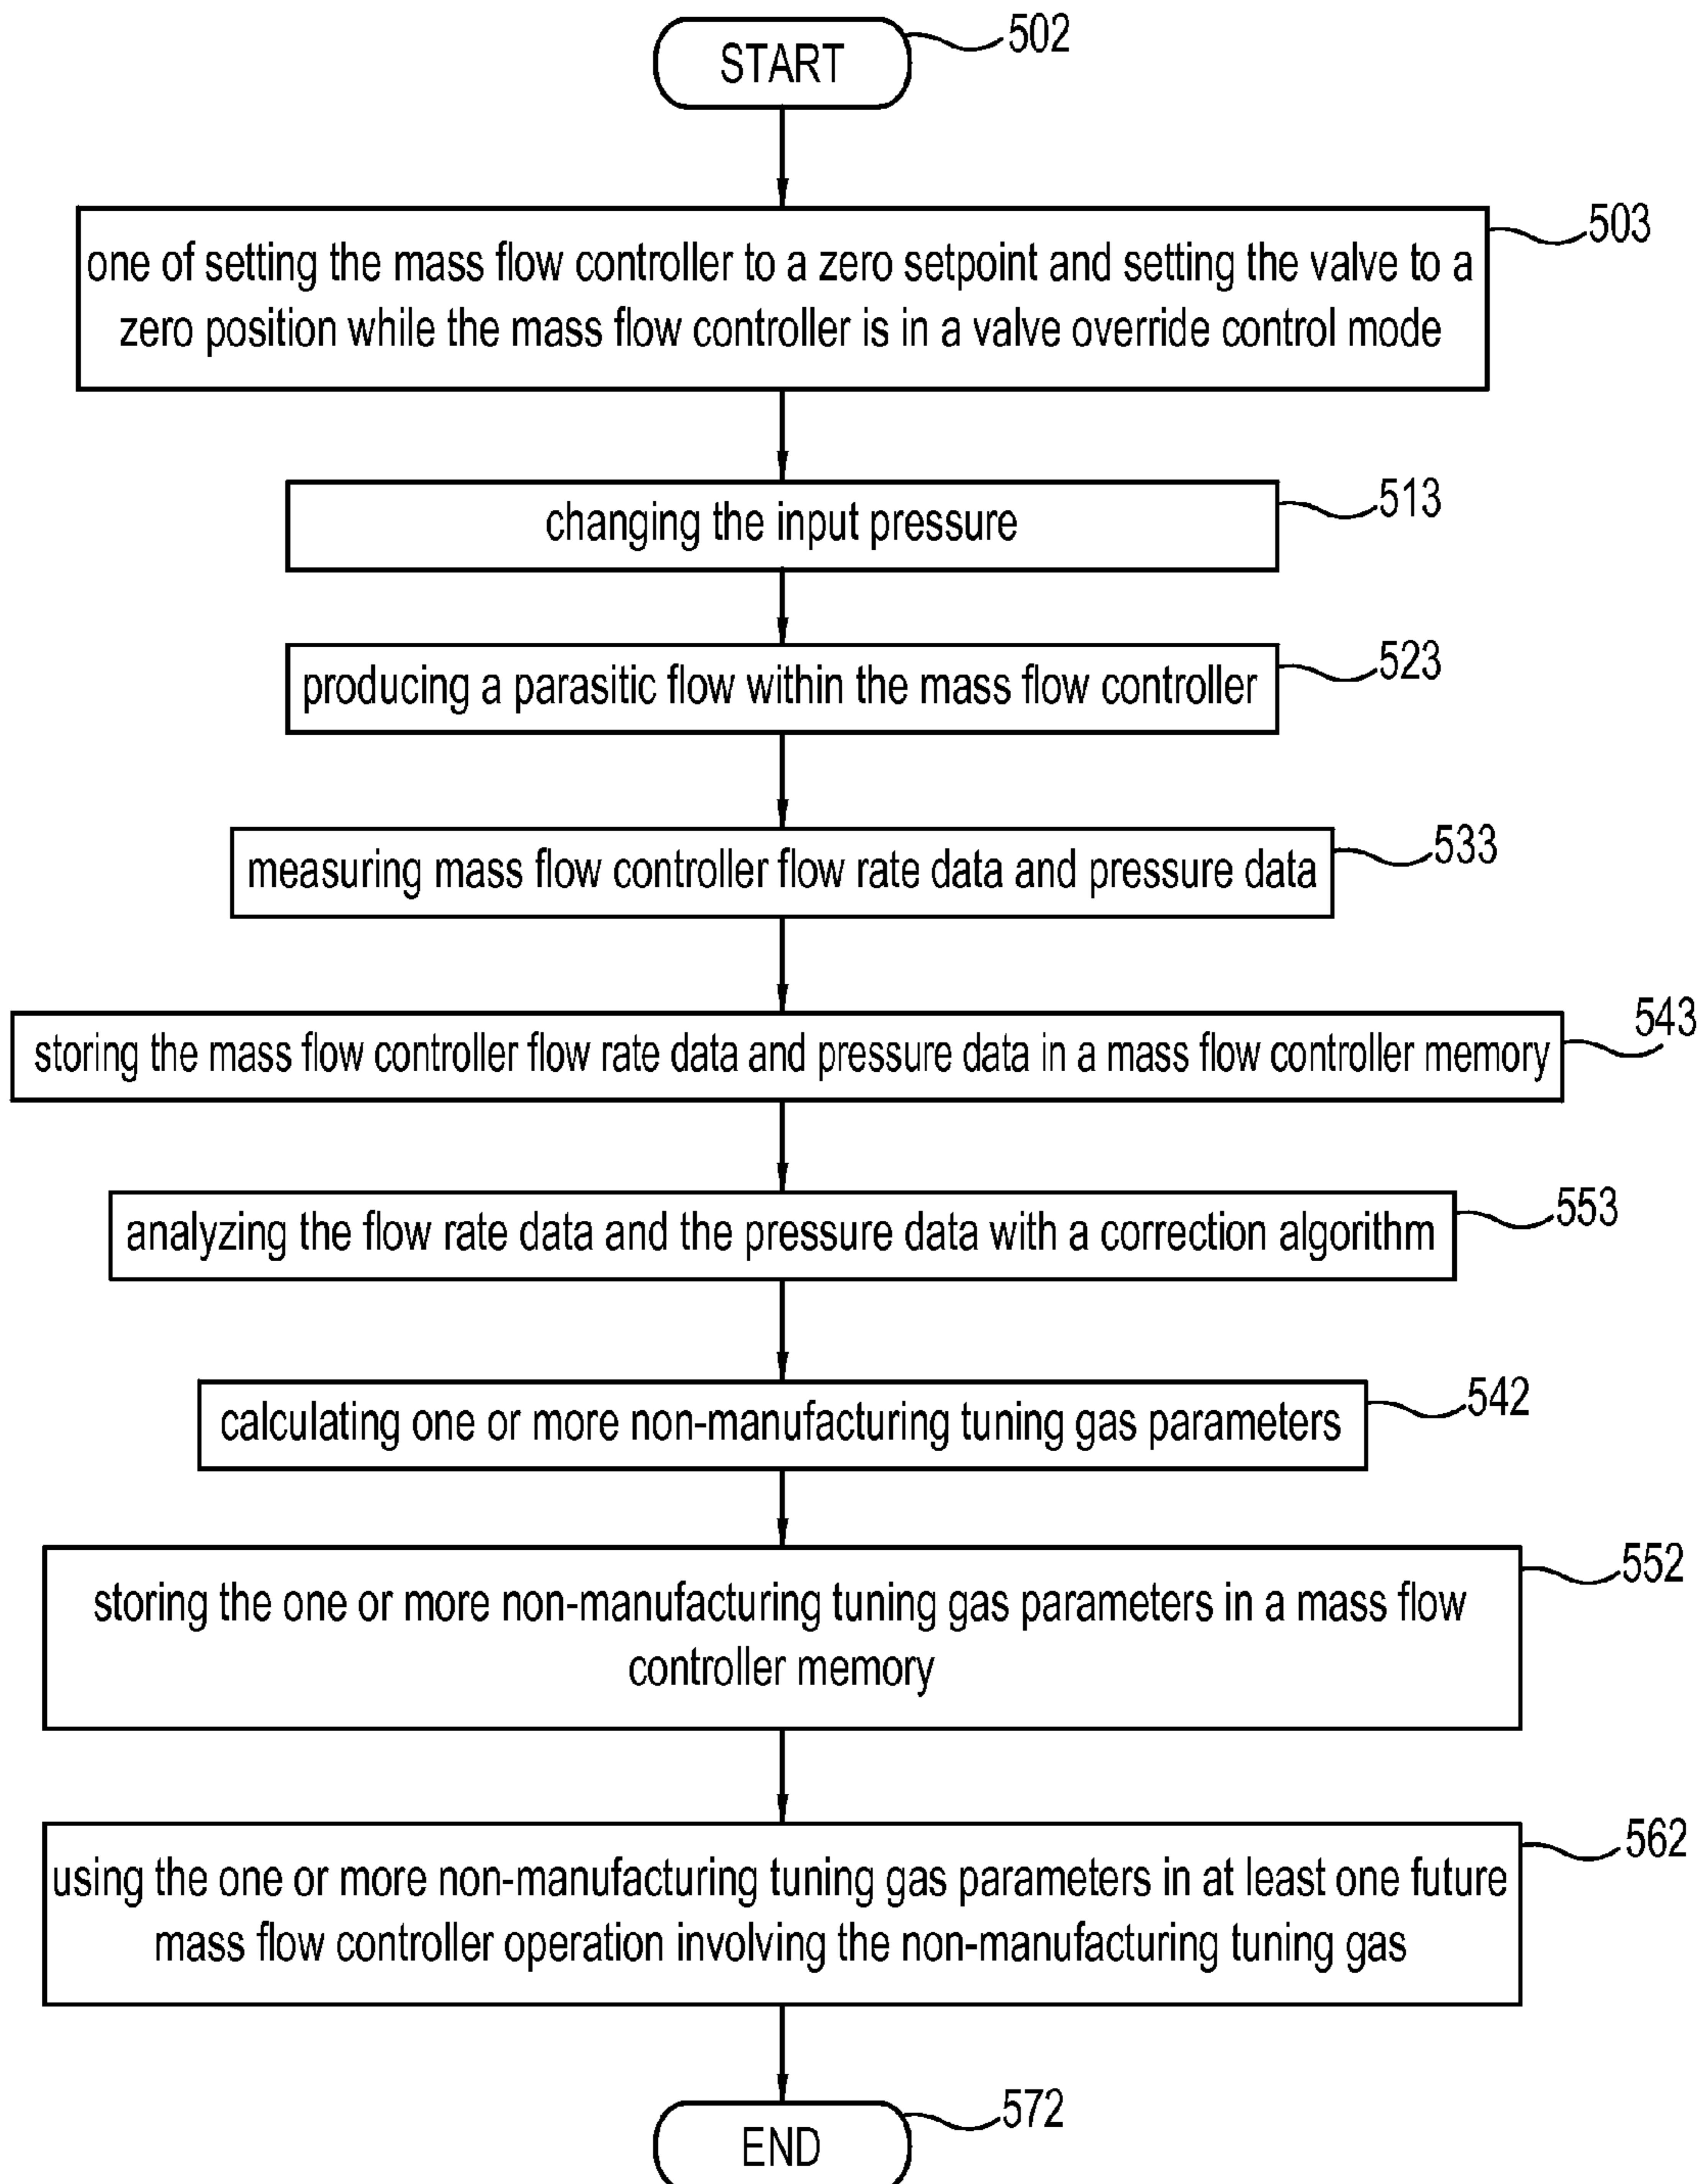 START
502
one of setting the mass flow controller to a zero setpoint and setting the valve to a
zero position while the mass flow controller is in a valve override control mode
503
changing the input pressure
513
producing a parasitic flow within the mass flow controller
523
measuring mass flow controller flow rate data and pressure data
533
storing the mass flow controller flow rate data and pressure data in a mass flow controller memory
543
analyzing the flow rate data and the pressure data with a correction algorithm
553
calculating one or more non-manufacturing tuning gas parameters
542
storing the one or more non-manufacturing tuning gas parameters in a mass flow
controller memory
552
using the one or more non-manufacturing tuning gas parameters in at least one future
mass flow controller operation involving the non-manufacturing tuning gas
562
END
572